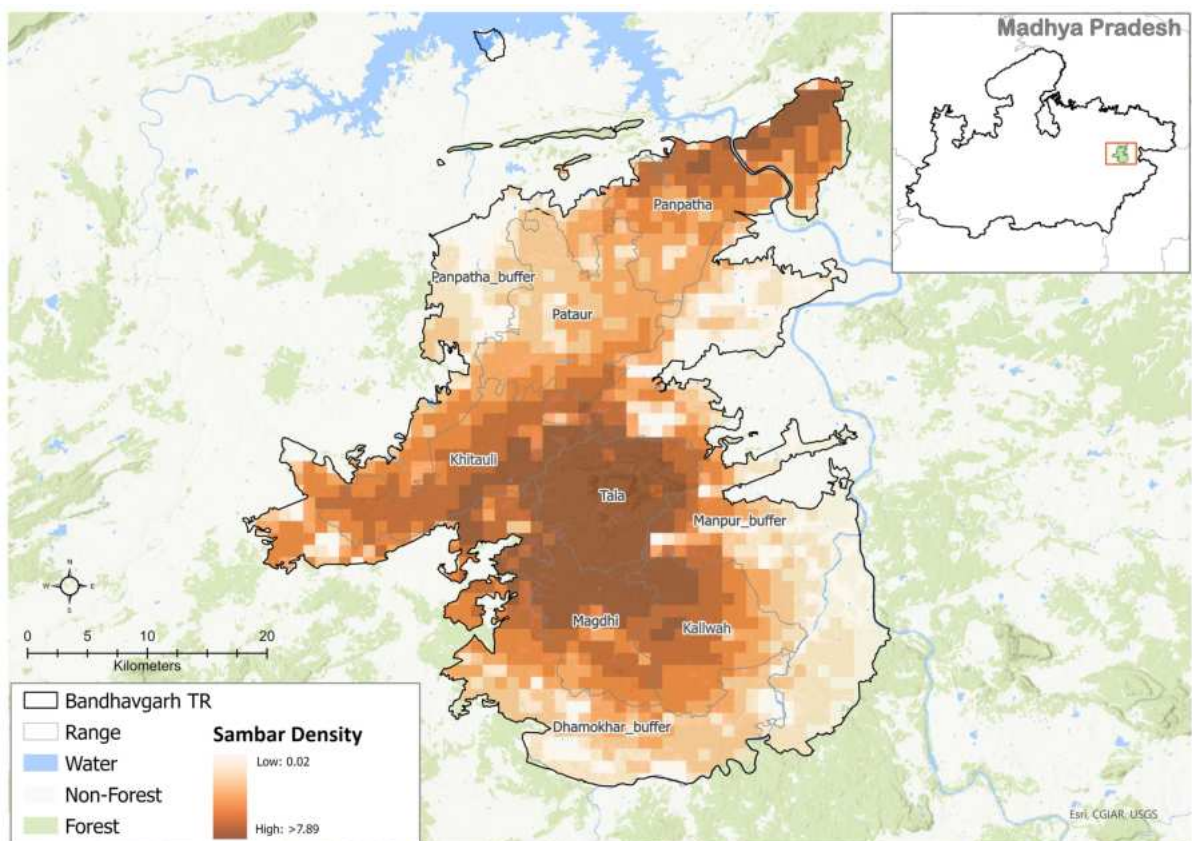 Madhya Pradesh
Panpatha
Panpatha_buffer
Pataur
Khitauli
Tala
Manpur_buffer
Magdhi
Kallwah
Dhamokhar_buffer
N
W E
S
0 5 10 20
Kilometers
Bandhavgarh TR
Range
Water
Non-Forest
Forest
Sambar Density
Low: 0.02
High: >7.89
Esri, CGIAR, USGS